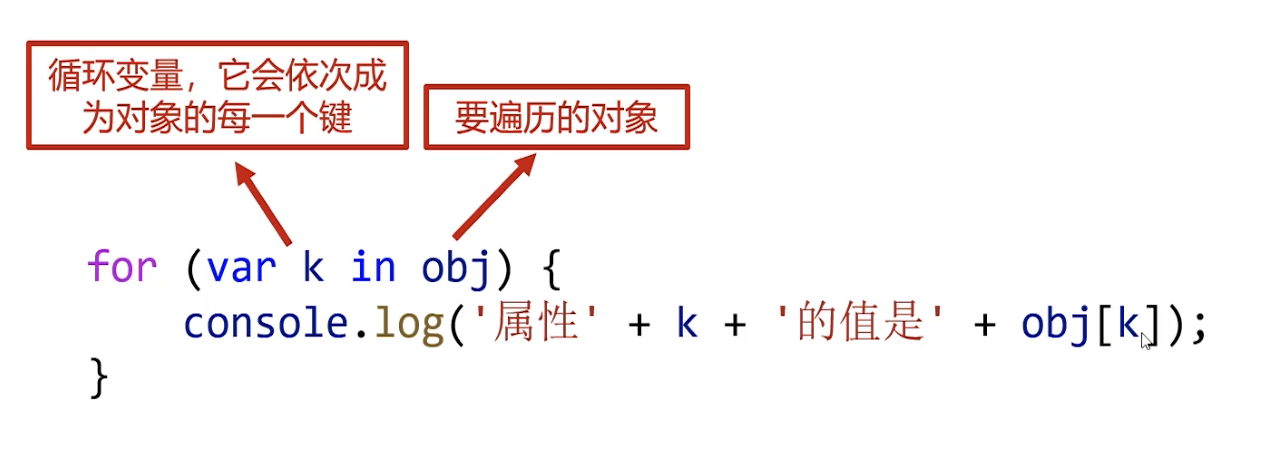 循环变量，它会依次成
为对象的每一个键
要遍历的对象
for (var k in obj) {
    console.log('属性' + k + '的值是' + obj[k]);
}